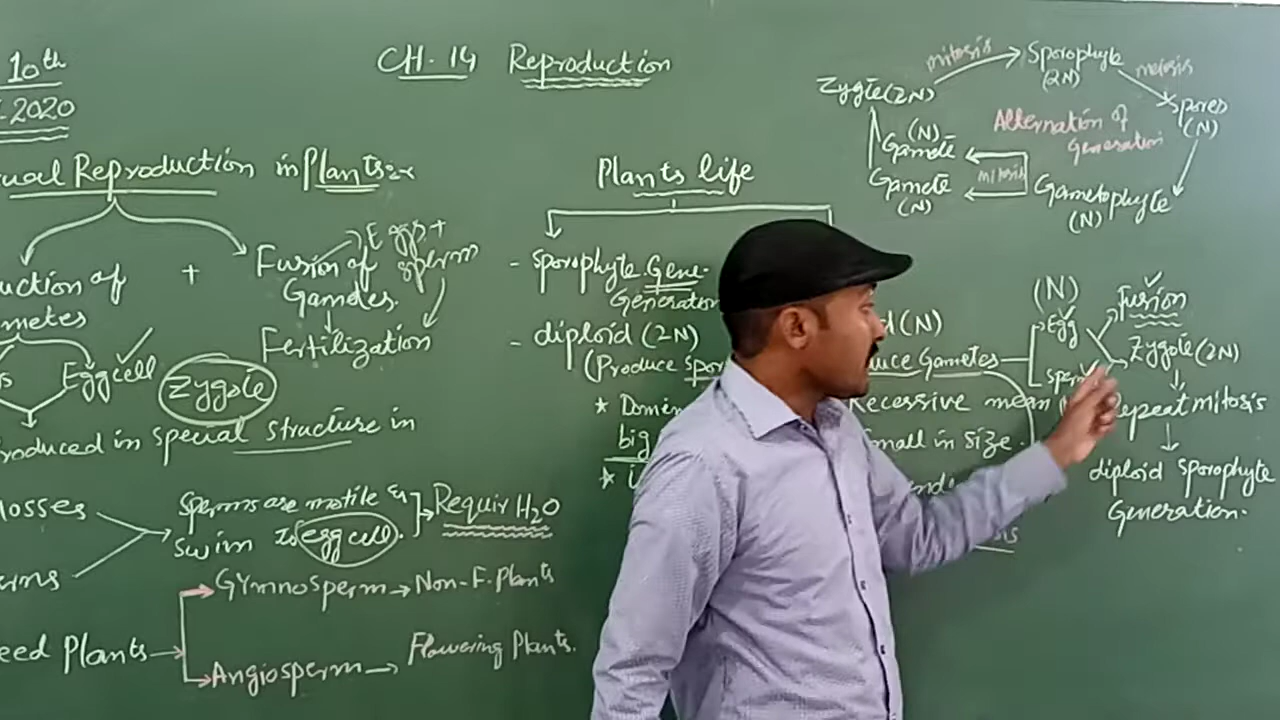 10th
CH. 14 Reproduction
-2020
ual Reproduction in Plants:-
uction of + Fusion of Egg +
metes Gametes. sperm
Egg cell Fertilization
Zygote
roduced in special structure in
losses
sperms are motile &
swim to egg cell. Requir H2O
rms
Gymnosperm → Non-F. Plants
eed Plants
Angiosperm → Flowering Plants.
Plants life
- Sporophyte Gene-
Generation
- diploid (2N)
(Produce Spor
* Domin
big
*
d(N)
uce Gametes
Recessive mean
small in size.
nde
sis
Zygote (2N) mitosis Sporophyte
(2N) meiosis
Spores
(N)
Alternation of
Generation
(N)
Gamete
mitosis
Gamete
(N)
Gametophyte
(N)
(N)
Egg
Sperm
Fusion
Zygote (2N)
Repeat mitosis
diploid sporophyte
Generation.